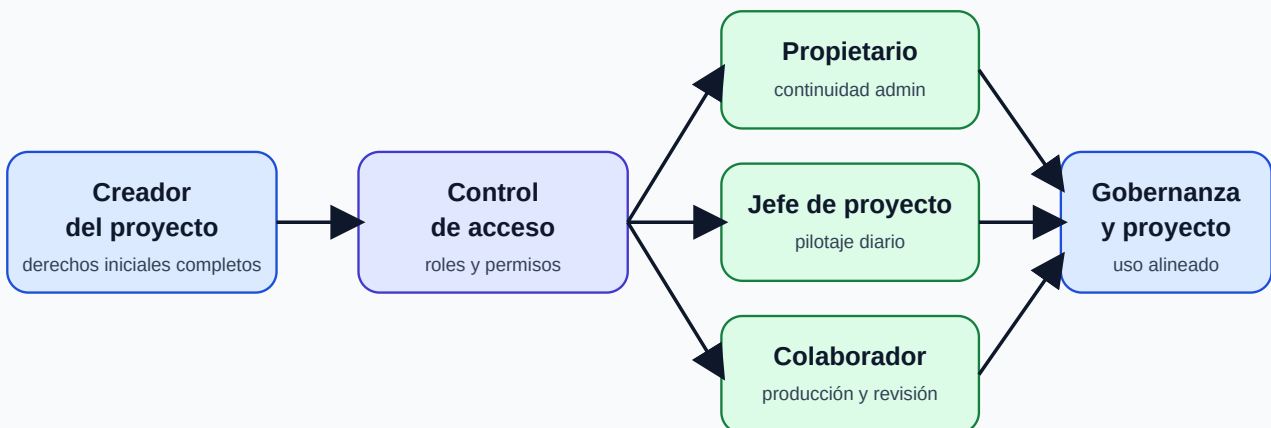 Creador
del proyecto
derechos iniciales completos
Control
de acceso
roles y permisos
Propietario
continuidad admin
Jefe de proyecto
pilotaje diario
Colaborador
producción y revisión
Gobernanza
y proyecto
uso alineado